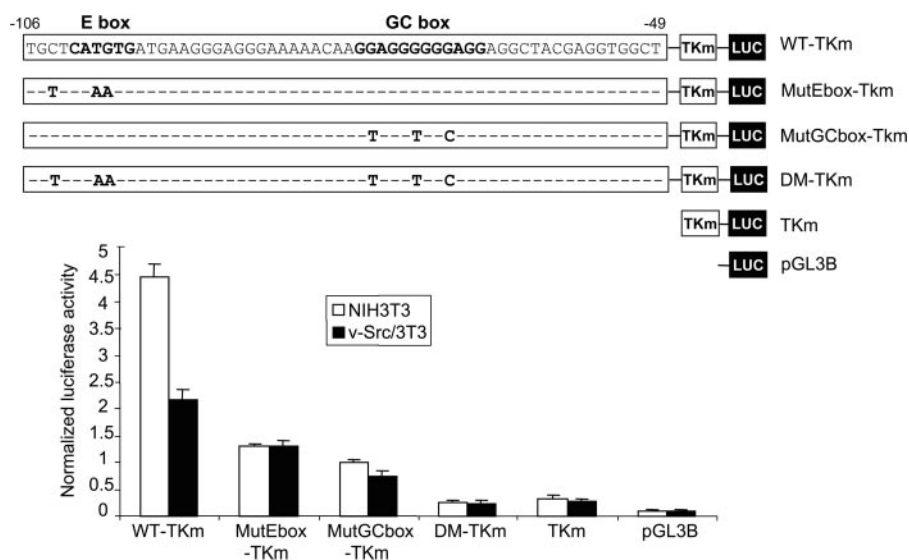 -106 E box GC box -49
TGCTCATGTGATGAAGGGAGGGAAAAACAAGGAGGGGGGAGGAGGCTACGAGGTGGCT TKm LUC WT-TKm
--T---AA-------------------------------------------------- TKm LUC MutEbox-Tkm
-------------------------------T---T--C------------------- TKm LUC MutGCbox-Tkm
--T---AA-----------------------T---T--C------------------- TKm LUC DM-TKm
TKm LUC TKm
LUC pGL3B
Normalized luciferase activity
5
4.5
4
3.5
3
2.5
2
1.5
1
0.5
0
NIH3T3
v-Src/3T3
WT-TKm MutEbox MutGCbox DM-TKm TKm pGL3B
-TKm -TKm